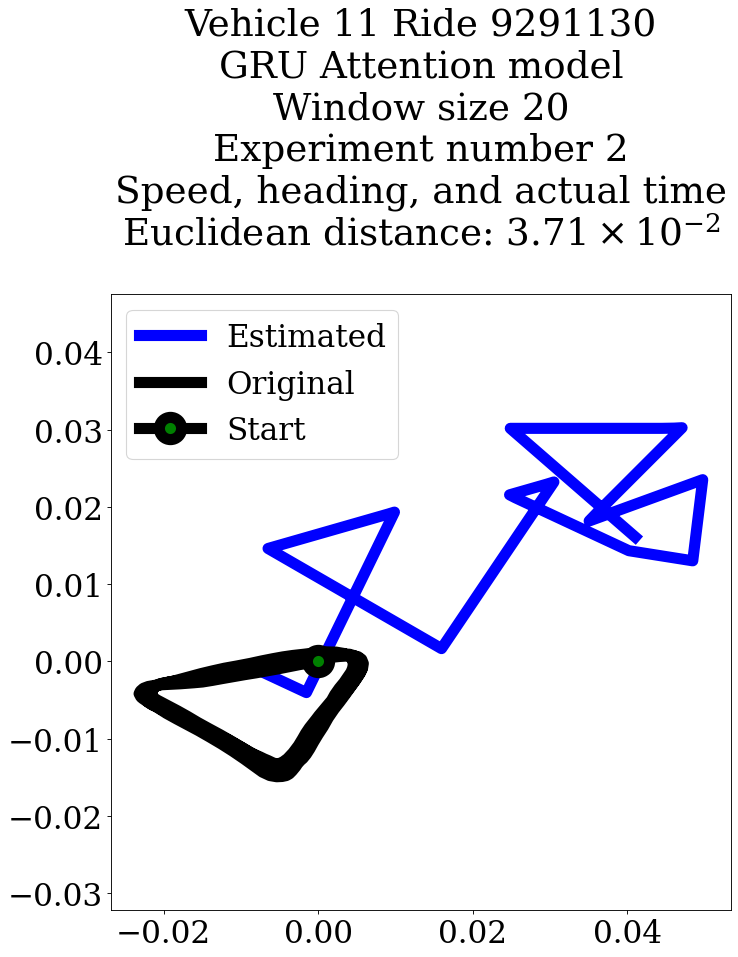 Vehicle 11 Ride 9291130
GRU Attention model
Window size 20
Experiment number 2
Speed, heading, and actual time
Euclidean distance: 3.71 × 10⁻²
Estimated
Original
Start
0.04
0.03
0.02
0.01
0.00
−0.01
−0.02
−0.03
−0.02 0.00 0.02 0.04